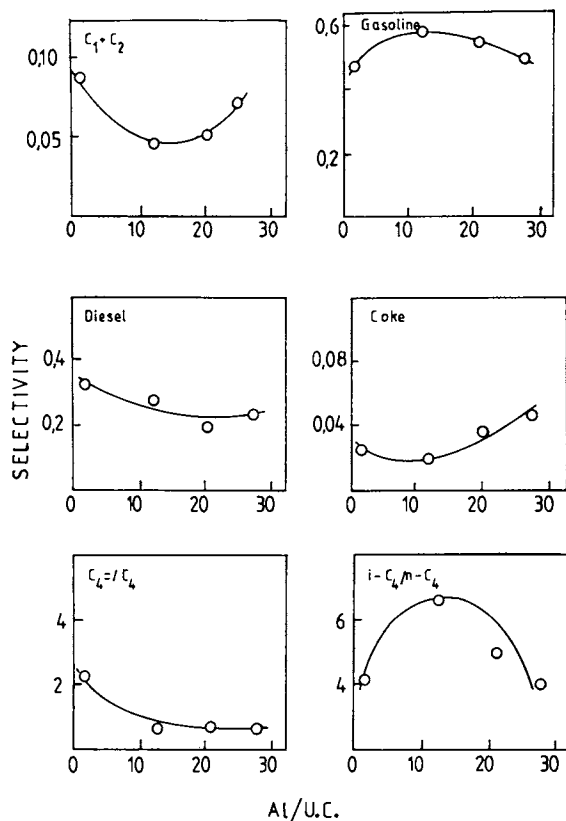 C1+C2
0,10
0,05
0 10 20 30
Gasoline
0,6
0,2
0 10 20 30
Diesel
0,4
0,2
0 10 20 30
Coke
0,08
0,04
0 10 20 30
C4=/C4
4
2
0 10 20 30
i-C4/n-C4
6
4
0 10 20 30
SELECTIVITY
Al/U.C.